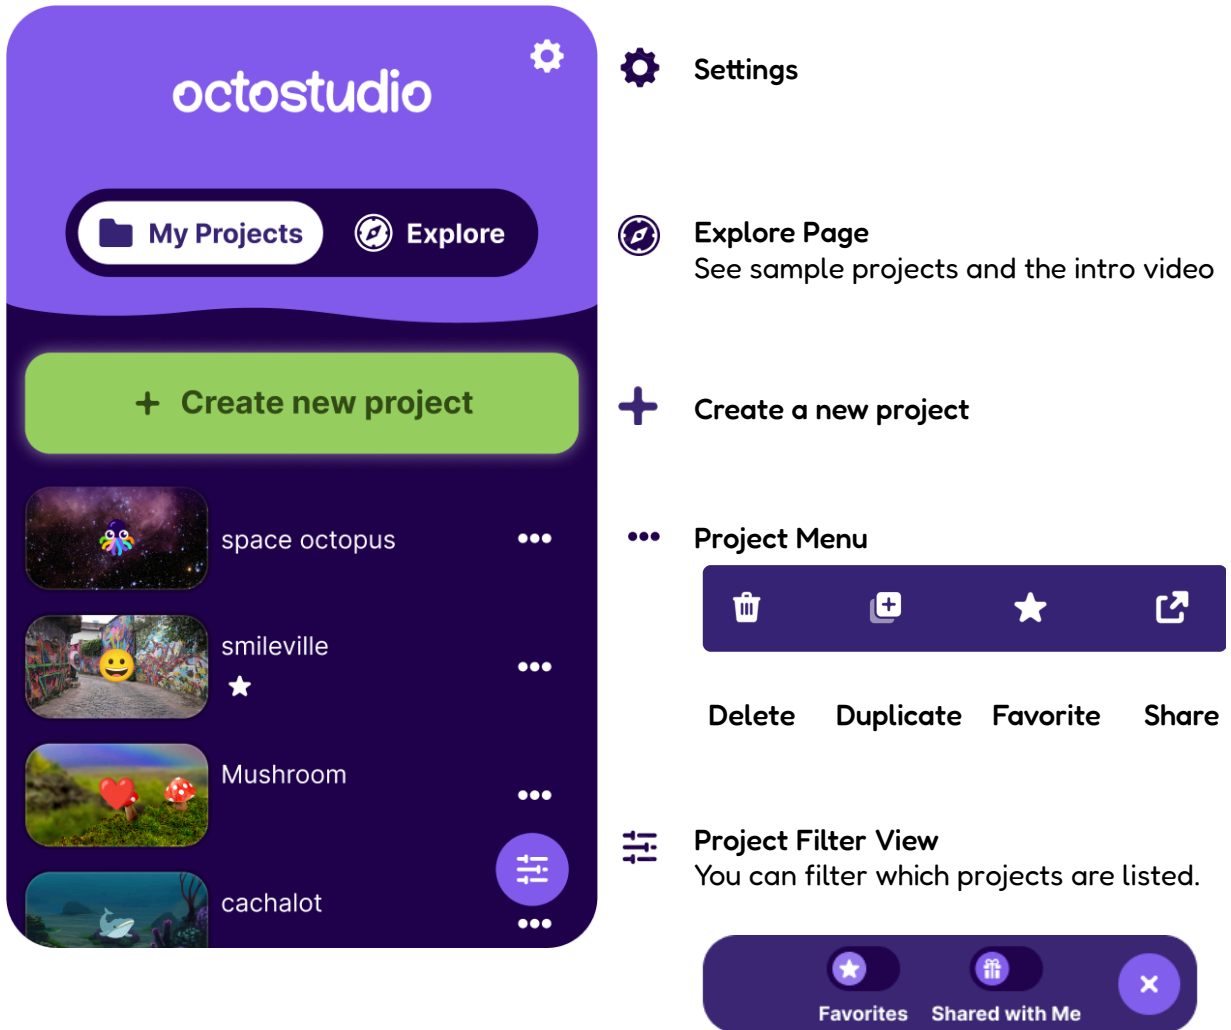 octostudio
My Projects
Explore
Create new project
space octopus
smileville
Mushroom
cachalot
Settings
Explore Page
See sample projects and the intro video
Create a new project
Project Menu
Delete Duplicate Favorite Share
Project Filter View
You can filter which projects are listed.
Favorites Shared with Me